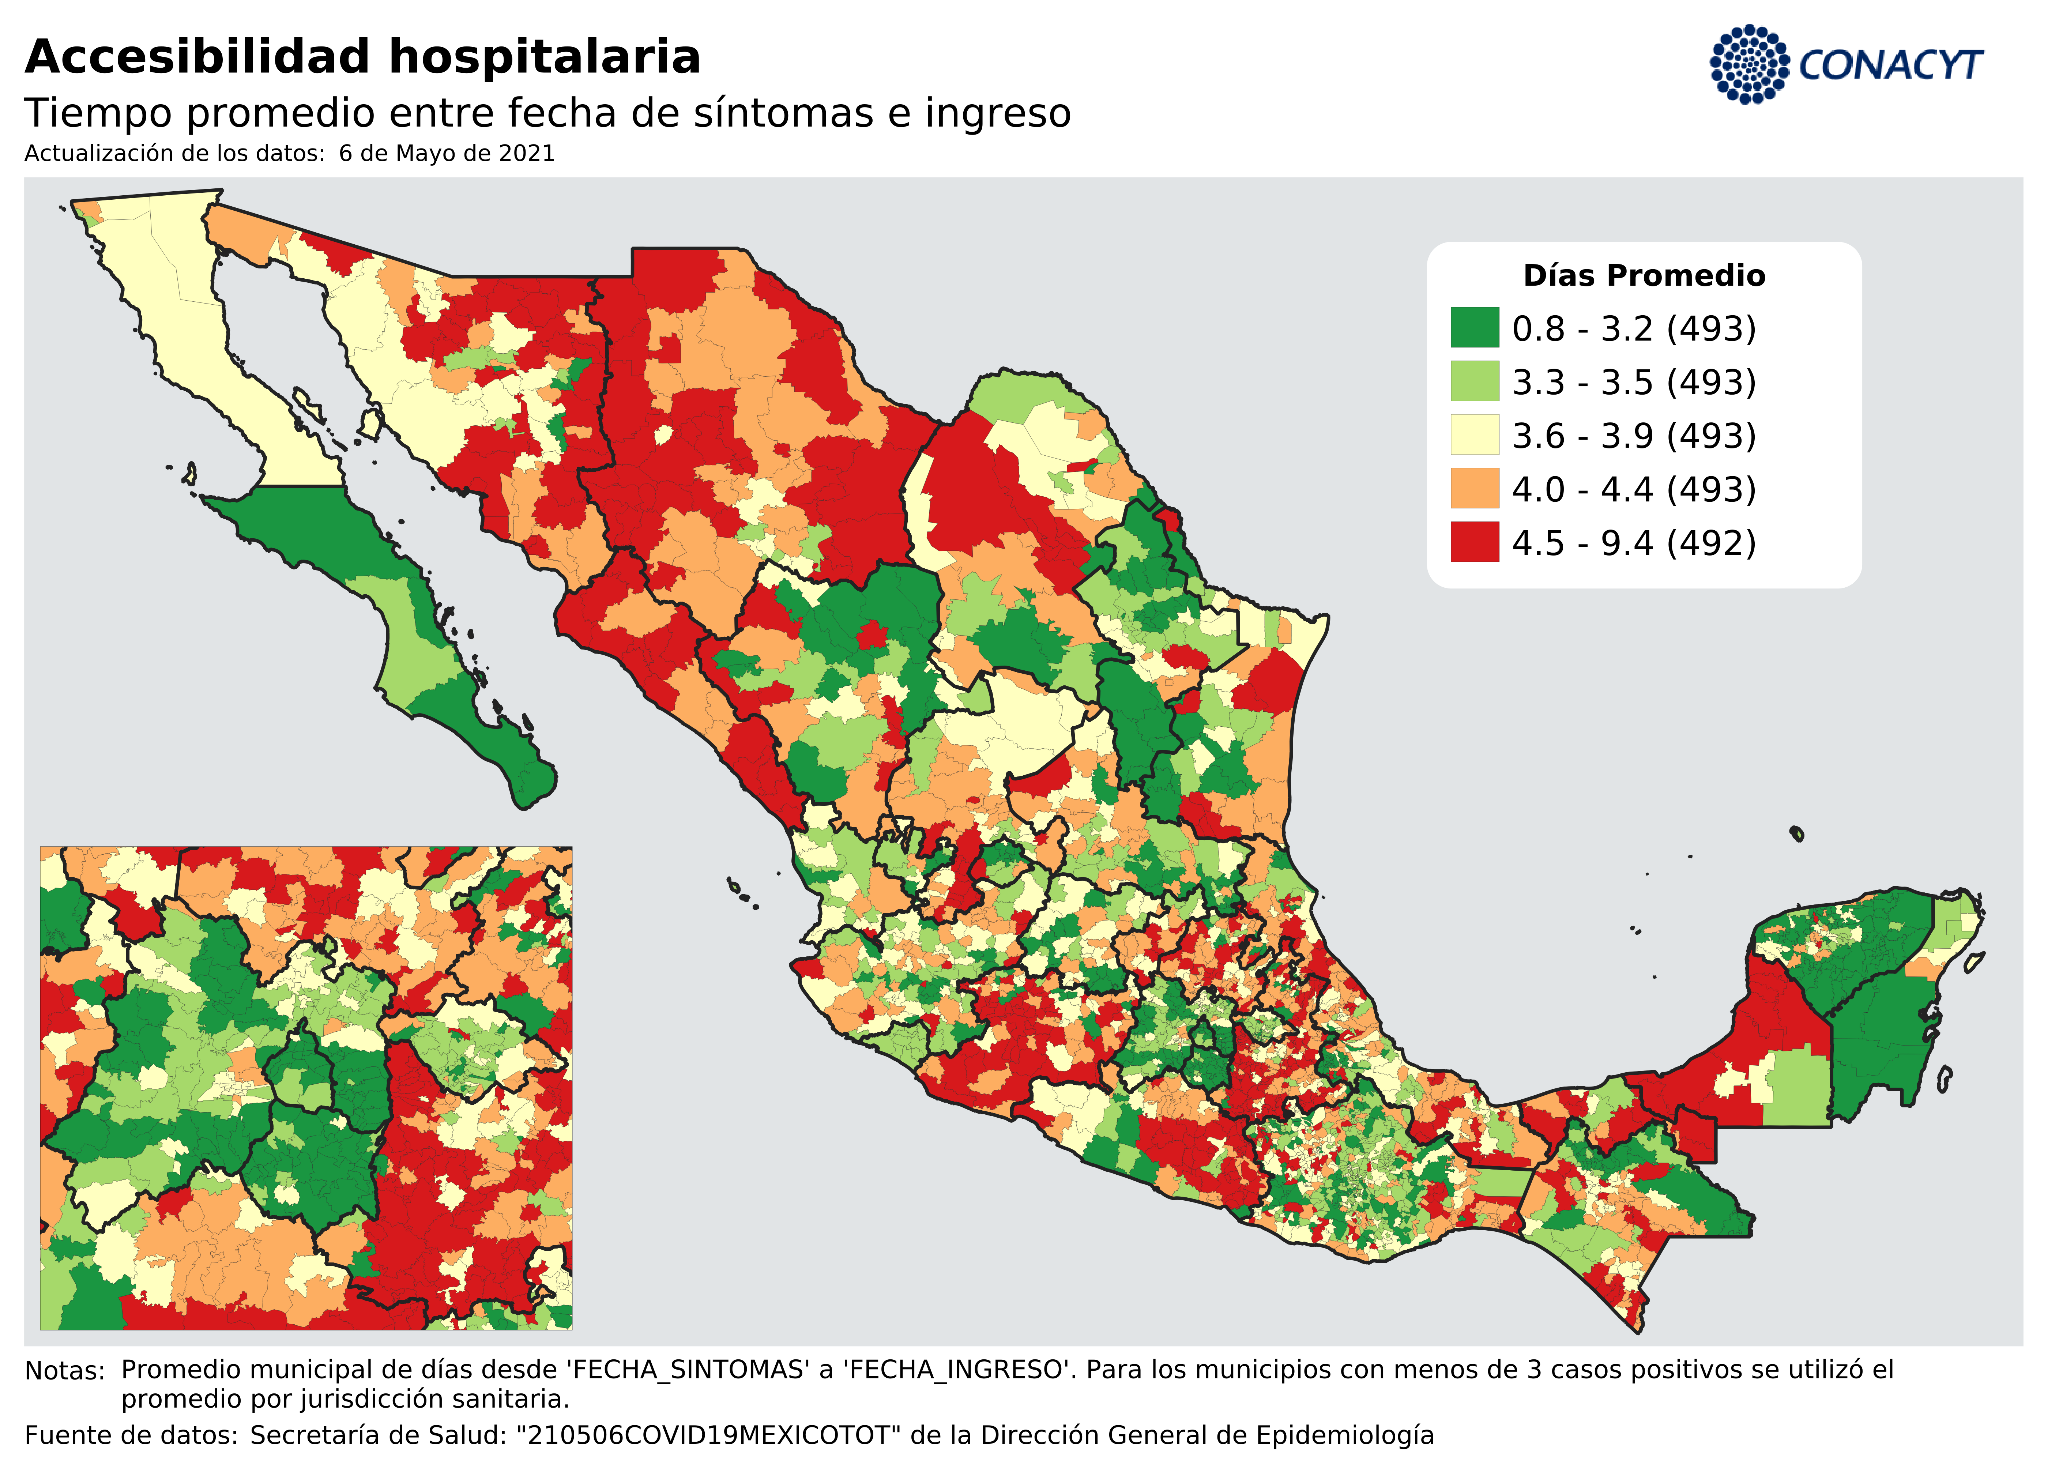 Accesibilidad hospitalaria
CONACYT
Tiempo promedio entre fecha de síntomas e ingreso
Actualización de los datos: 6 de Mayo de 2021
Días Promedio
0.8 - 3.2 (493)
3.3 - 3.5 (493)
3.6 - 3.9 (493)
4.0 - 4.4 (493)
4.5 - 9.4 (492)
Notas: Promedio municipal de días desde 'FECHA_SINTOMAS' a 'FECHA_INGRESO'. Para los municipios con menos de 3 casos positivos se utilizó el
promedio por jurisdicción sanitaria.
Fuente de datos: Secretaría de Salud: "210506COVID19MEXICOTOT" de la Dirección General de Epidemiología